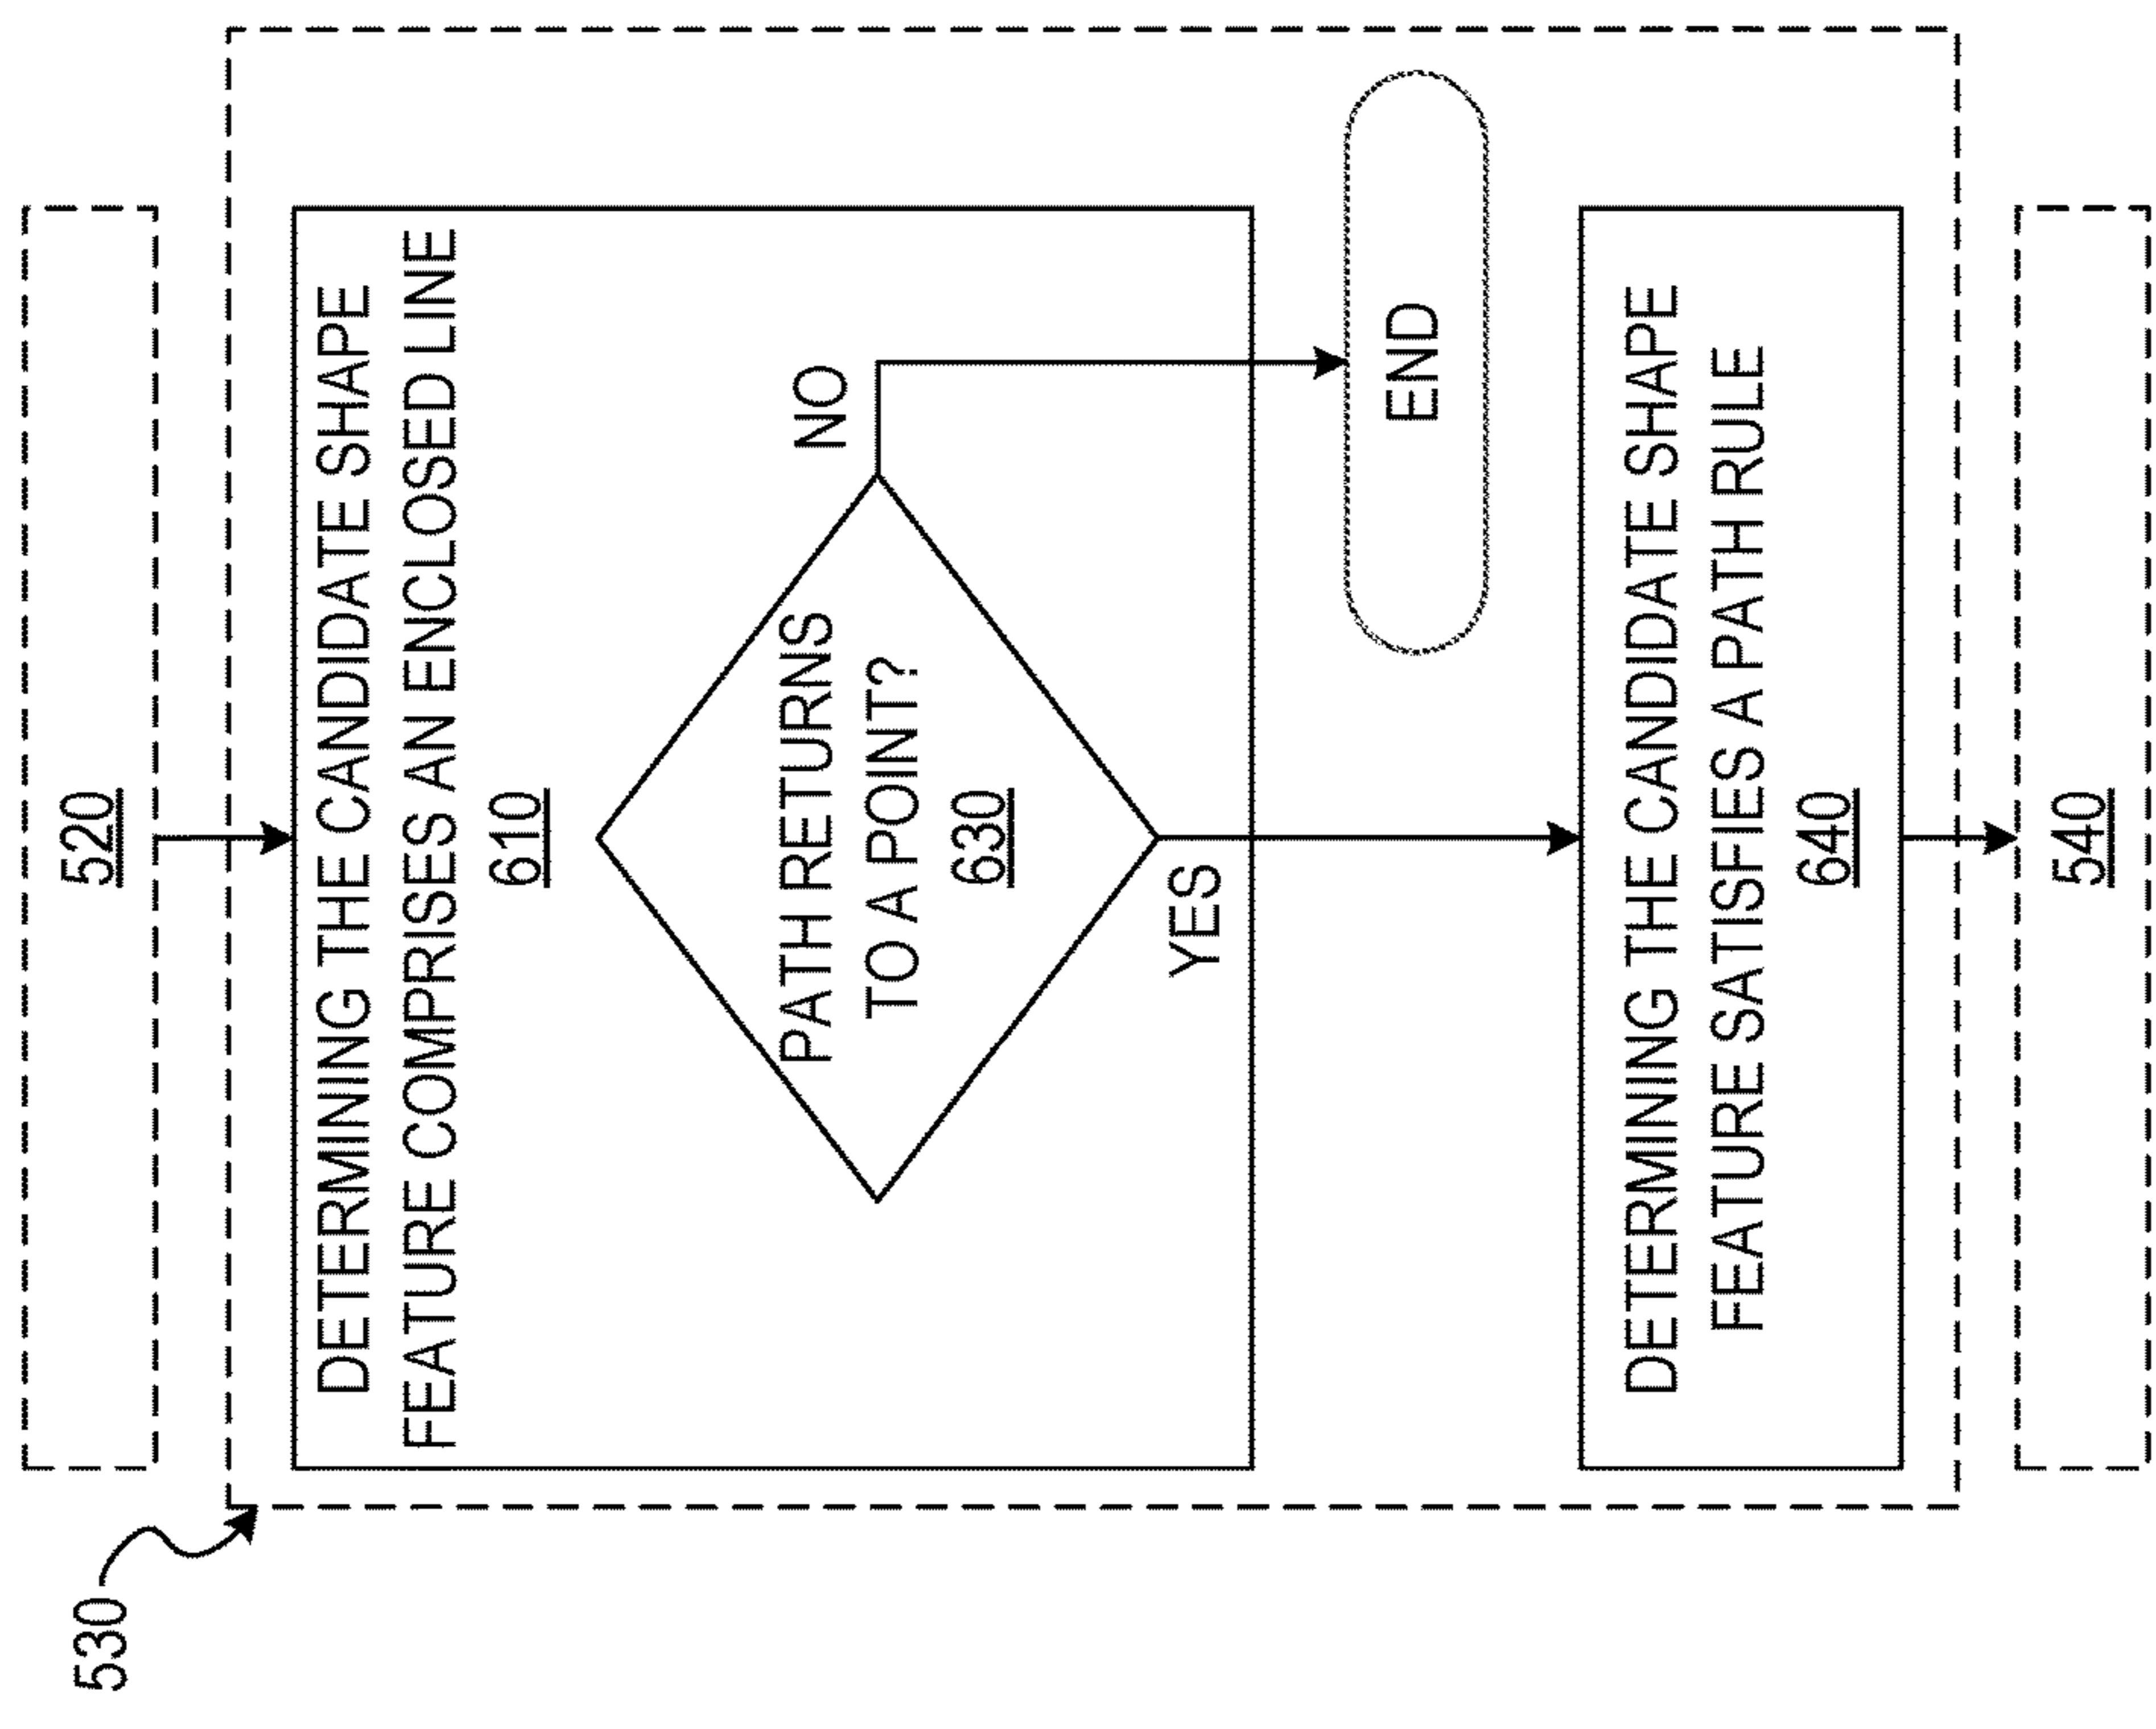 530
520
DETERMINING THE CANDIDATE SHAPE
FEATURE COMPRISES AN ENCLOSED LINE
610
PATH RETURNS
TO A POINT?
630
NO
YES
END
DETERMINING THE CANDIDATE SHAPE
FEATURE SATISFIES A PATH RULE
640
540